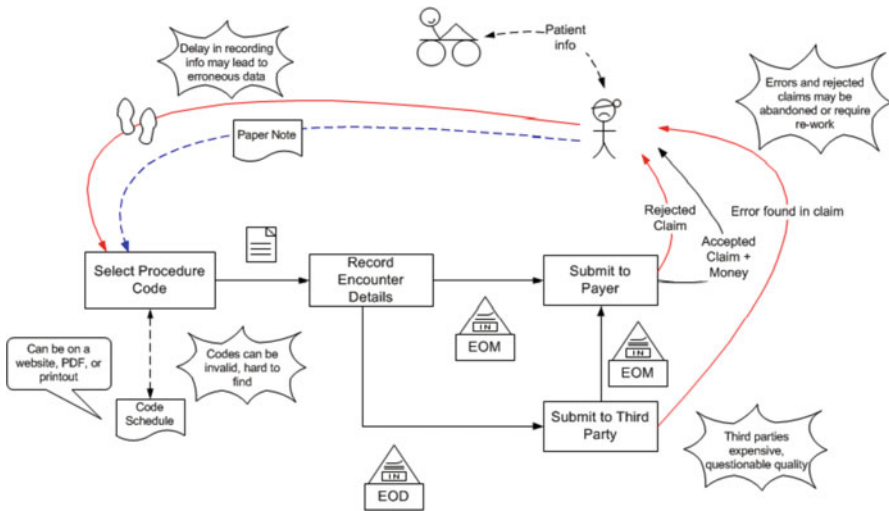 Delay in recording
info may lead to
erroneous data
Patient
info
Errors and rejected
claims may be
abandoned or require
re-work
Paper Note
Rejected
Claim
Error found in claim
Accepted
Claim +
Money
Select Procedure
Code
Record
Encounter
Details
Submit to
Payer
IN
EOM
IN
EOM
Can be on a
website, PDF, or
printout
Codes can be
invalid, hard to
find
Code
Schedule
Submit to Third
Party
Third parties
expensive,
questionable quality
IN
EOD